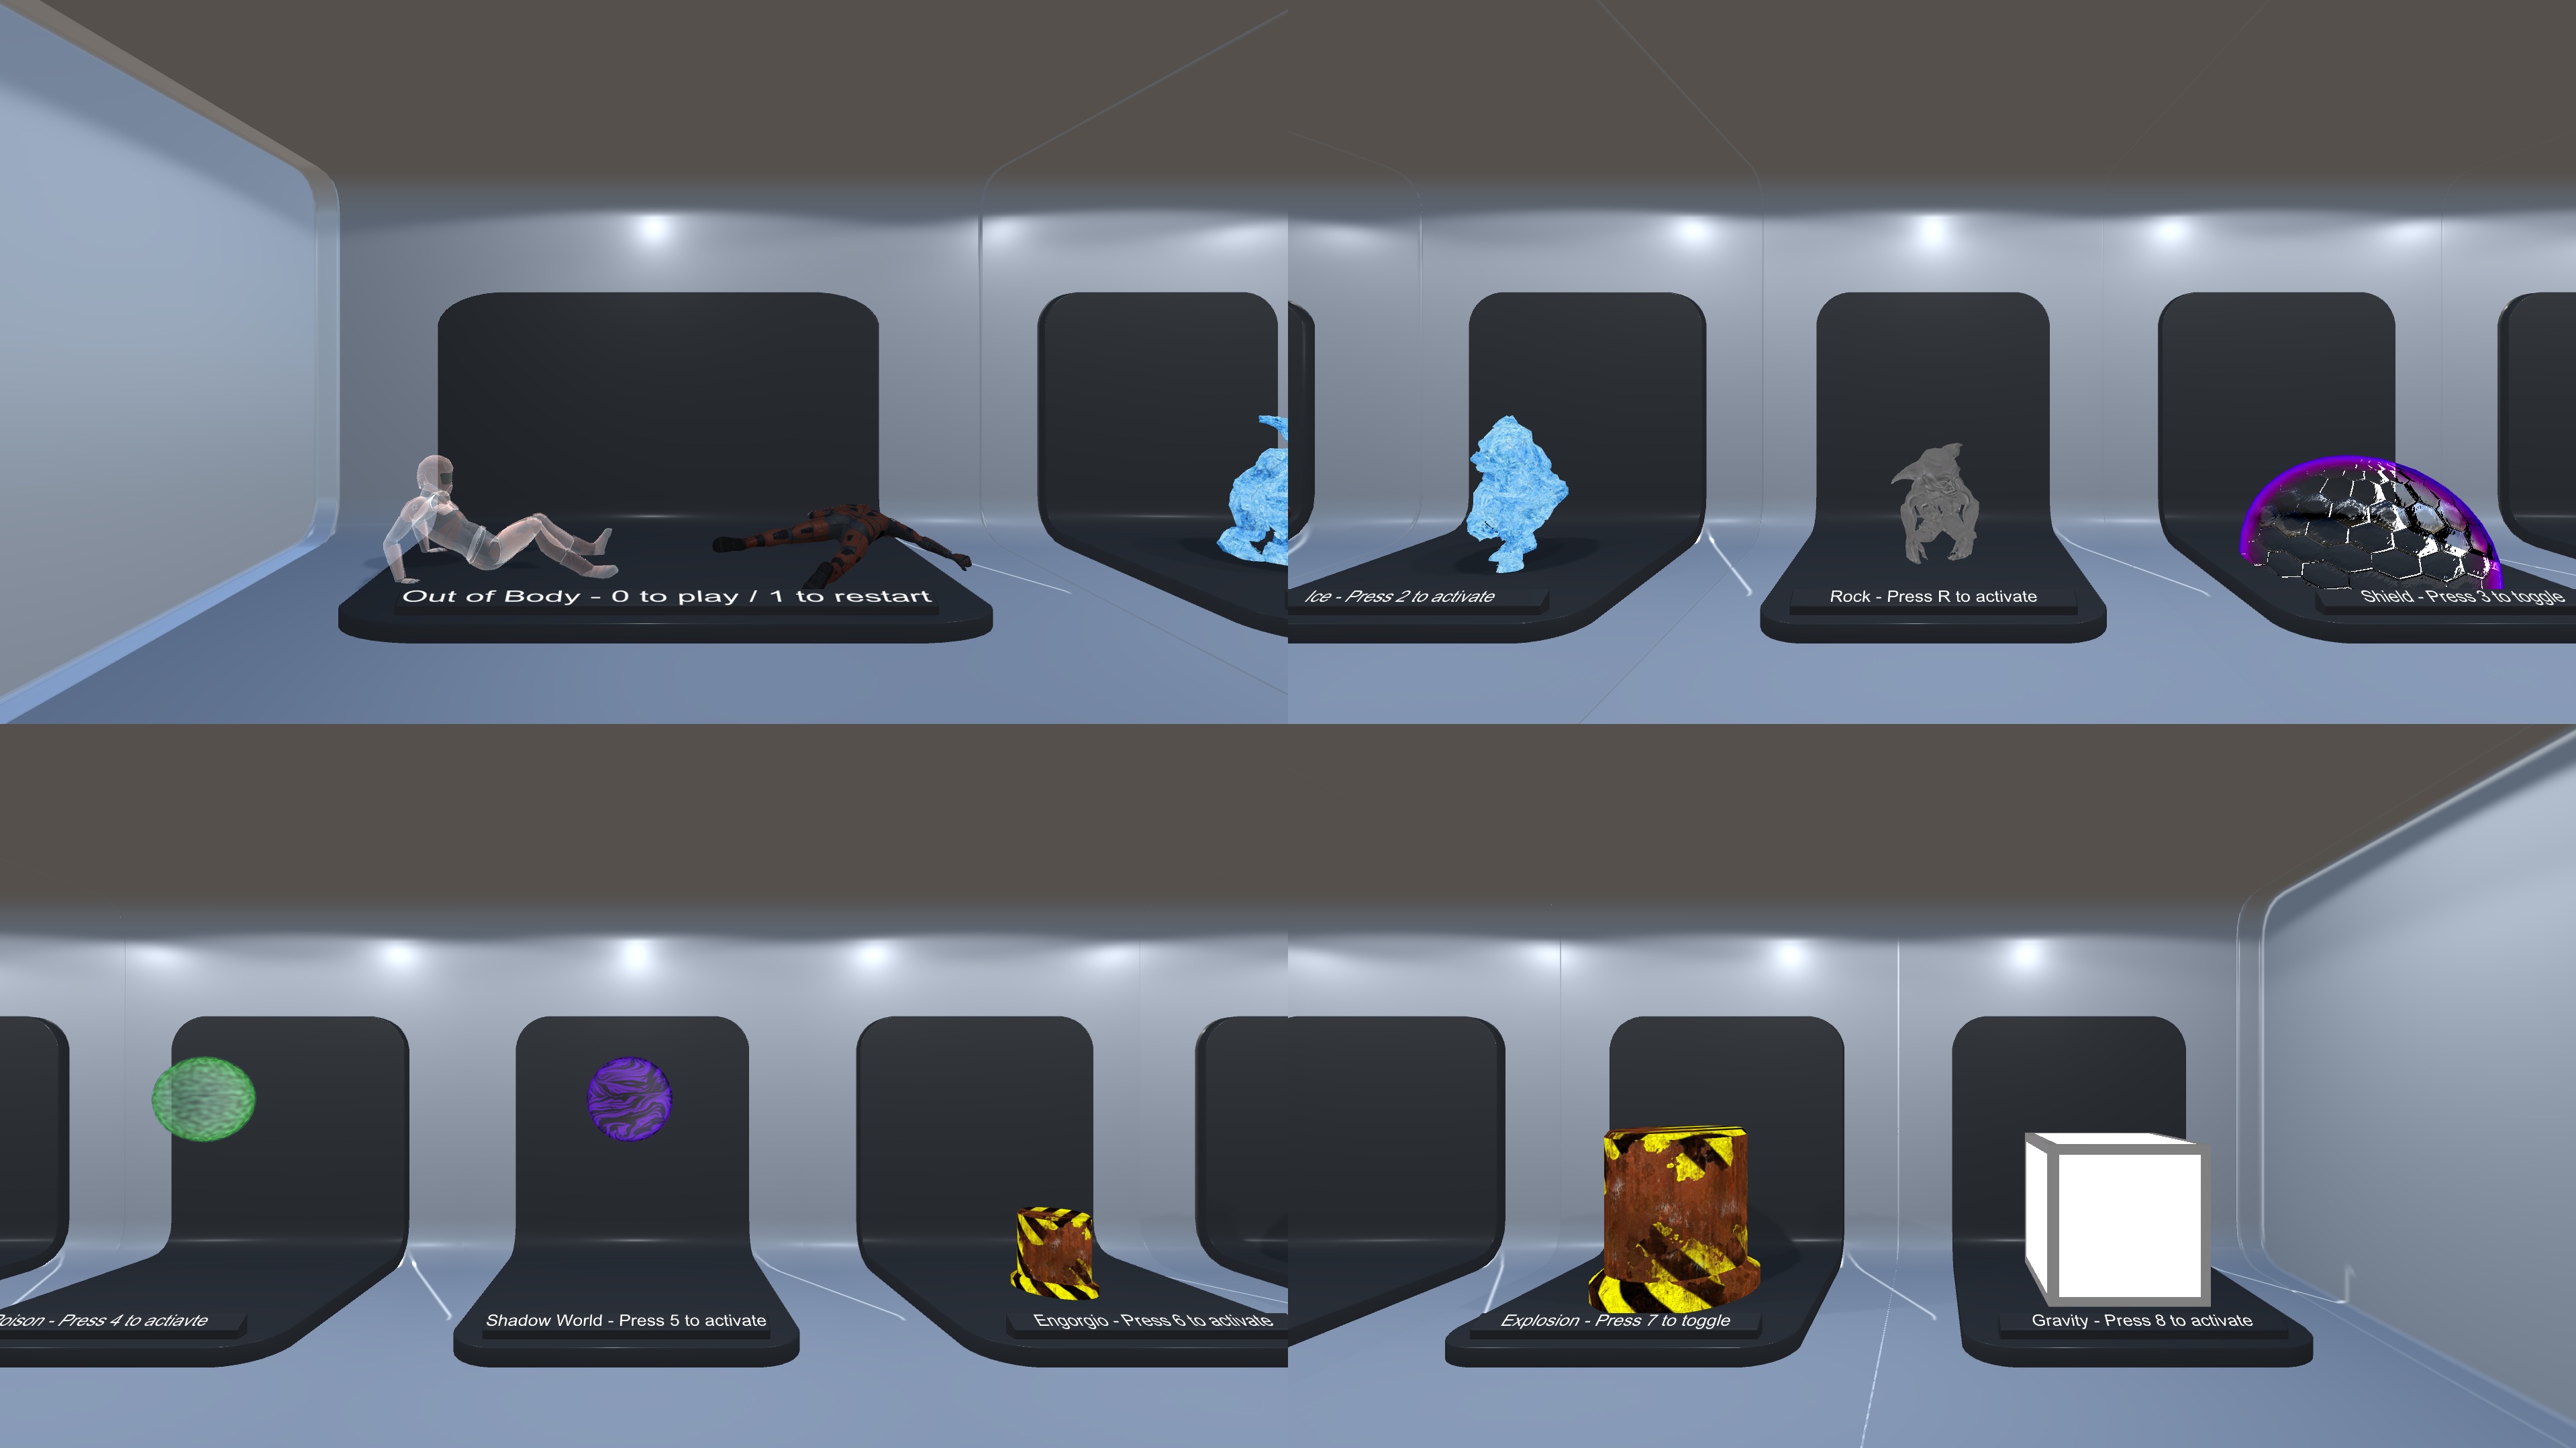 Out of Body - 0 to play / 1 to restart
Ice - Press 2 to activate
Rock - Press R to activate
Shield - Press 3 to toggle
Poison - Press 4 to actiavte
Shadow World - Press 5 to activate
Engorgio - Press 6 to activate
Explosion - Press 7 to toggle
Gravity - Press 8 to activate